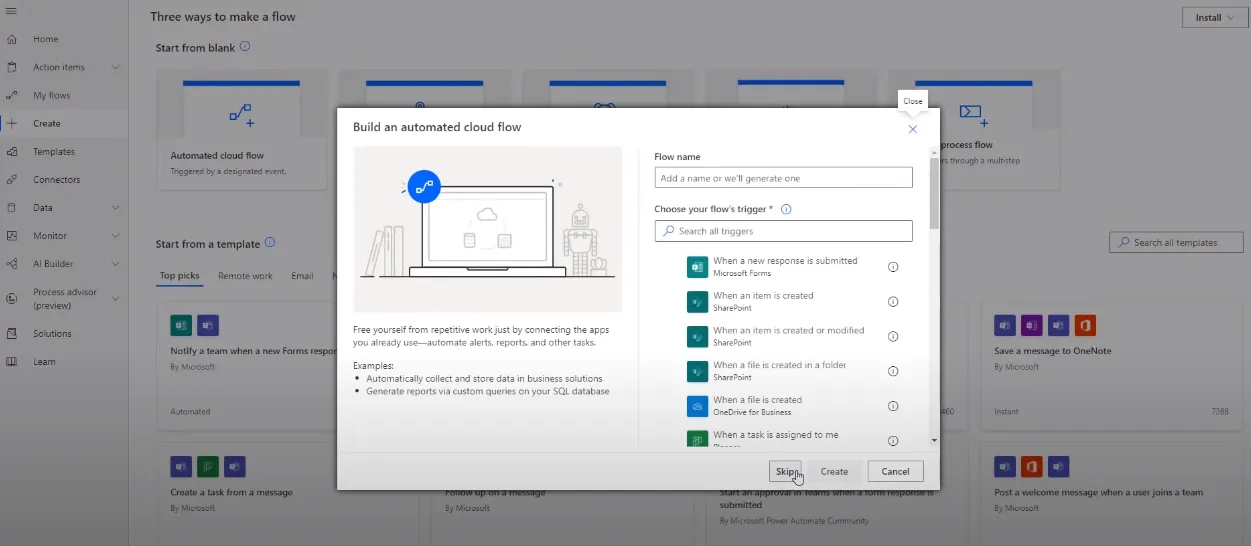 Three ways to make a flow
Install
Home
Action items
My flows
Create
Templates
Connectors
Data
Monitor
AI Builder
Process advisor
(preview)
Solutions
Learn
Start from blank
Automated cloud flow
Triggered by a designated event.
process flow
ers through a multistep
Start from a template
Search all templates
Top picks
Remote work
Email
N
Notify a team when a new Forms respon
By Microsoft
Automated
460
Save a message to OneNote
By Microsoft
Instant
7268
Create a task from a message
By Microsoft
Follow up on a message
By Microsoft
Start an approval in Teams when a form response is
submitted
By Microsoft Power Automate Community
Post a welcome message when a user joins a team
By Microsoft
Close
Build an automated cloud flow
Free yourself from repetitive work just by connecting the apps
you already use—automate alerts, reports, and other tasks.
Examples:
• Automatically collect and store data in business solutions
• Generate reports via custom queries on your SQL database
Flow name
Add a name or we'll generate one
Choose your flow's trigger *
Search all triggers
When a new response is submitted
Microsoft Forms
When an item is created
SharePoint
When an item is created or modified
SharePoint
When a file is created in a folder
SharePoint
When a file is created
OneDrive for Business
When a task is assigned to me
Planner
Skip
Create
Cancel